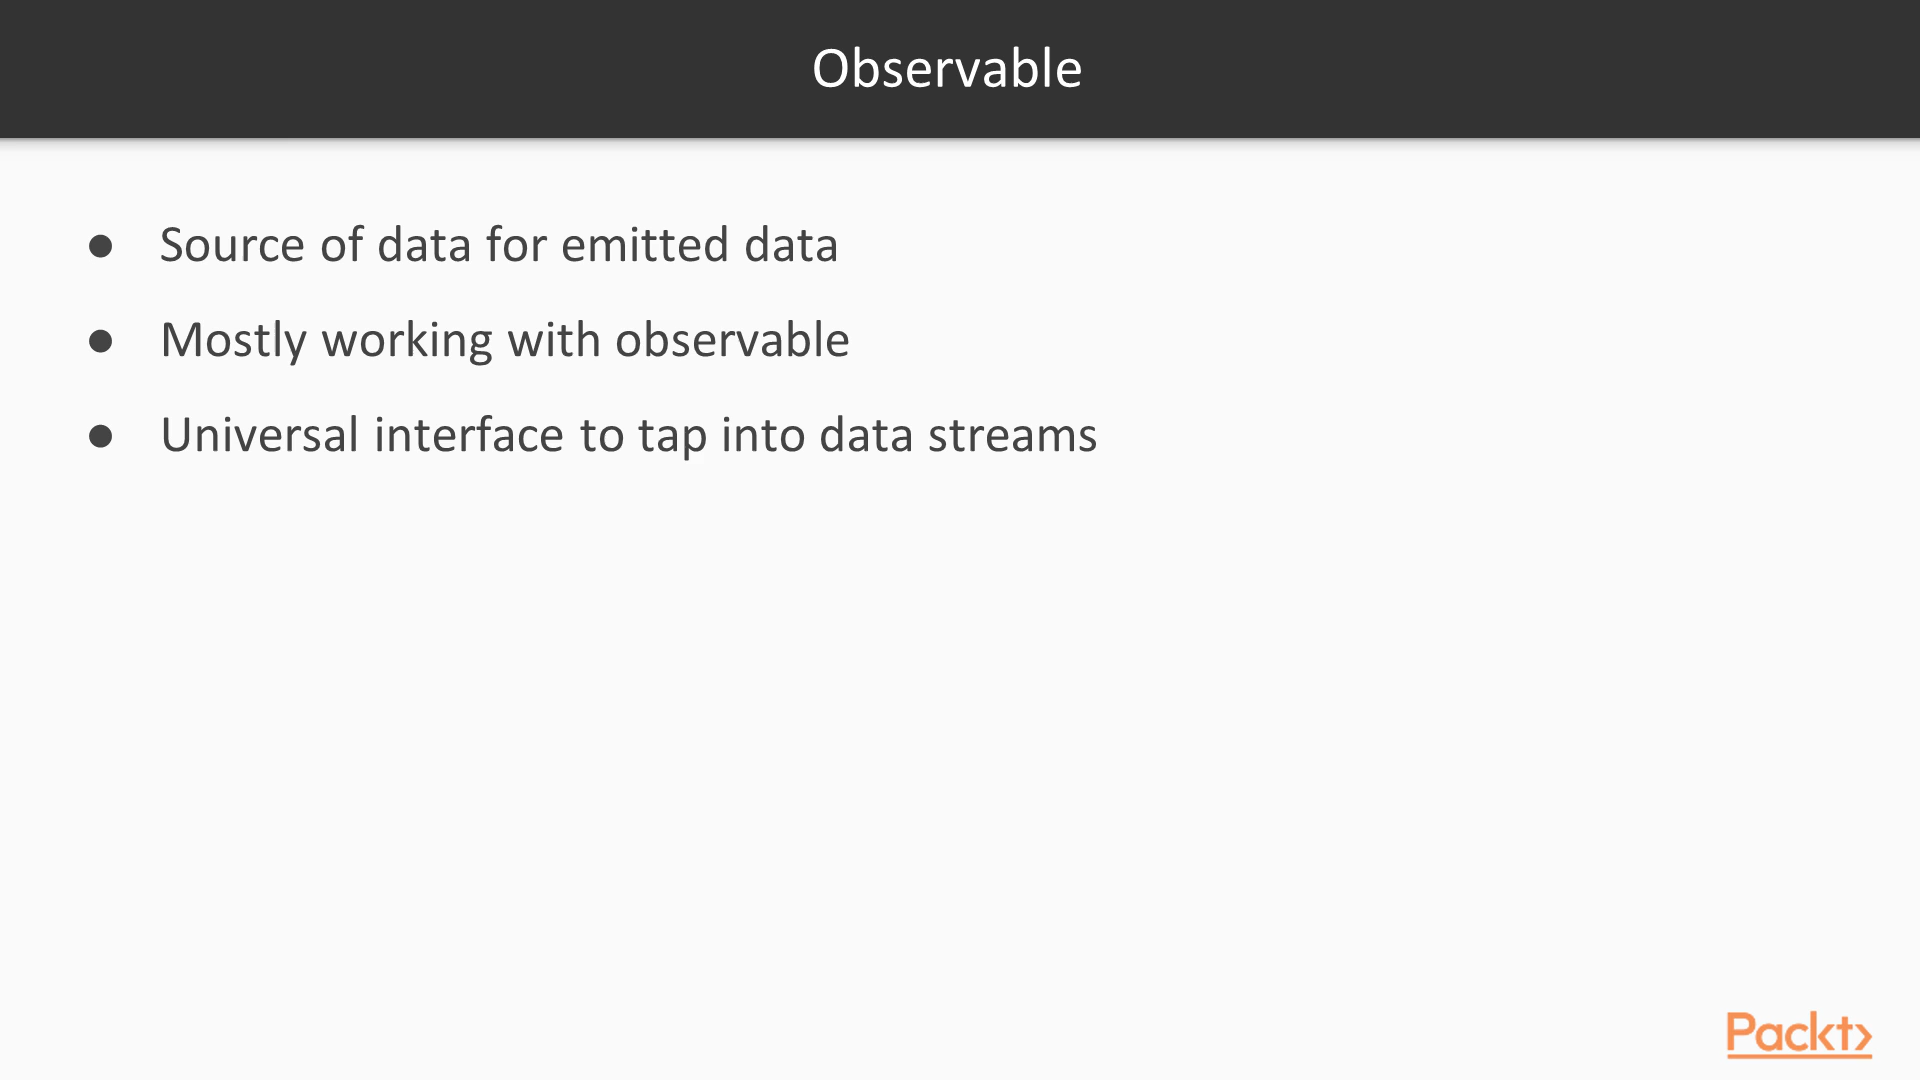 Observable
● Source of data for emitted data
● Mostly working with observable
● Universal interface to tap into data streams
Packt>